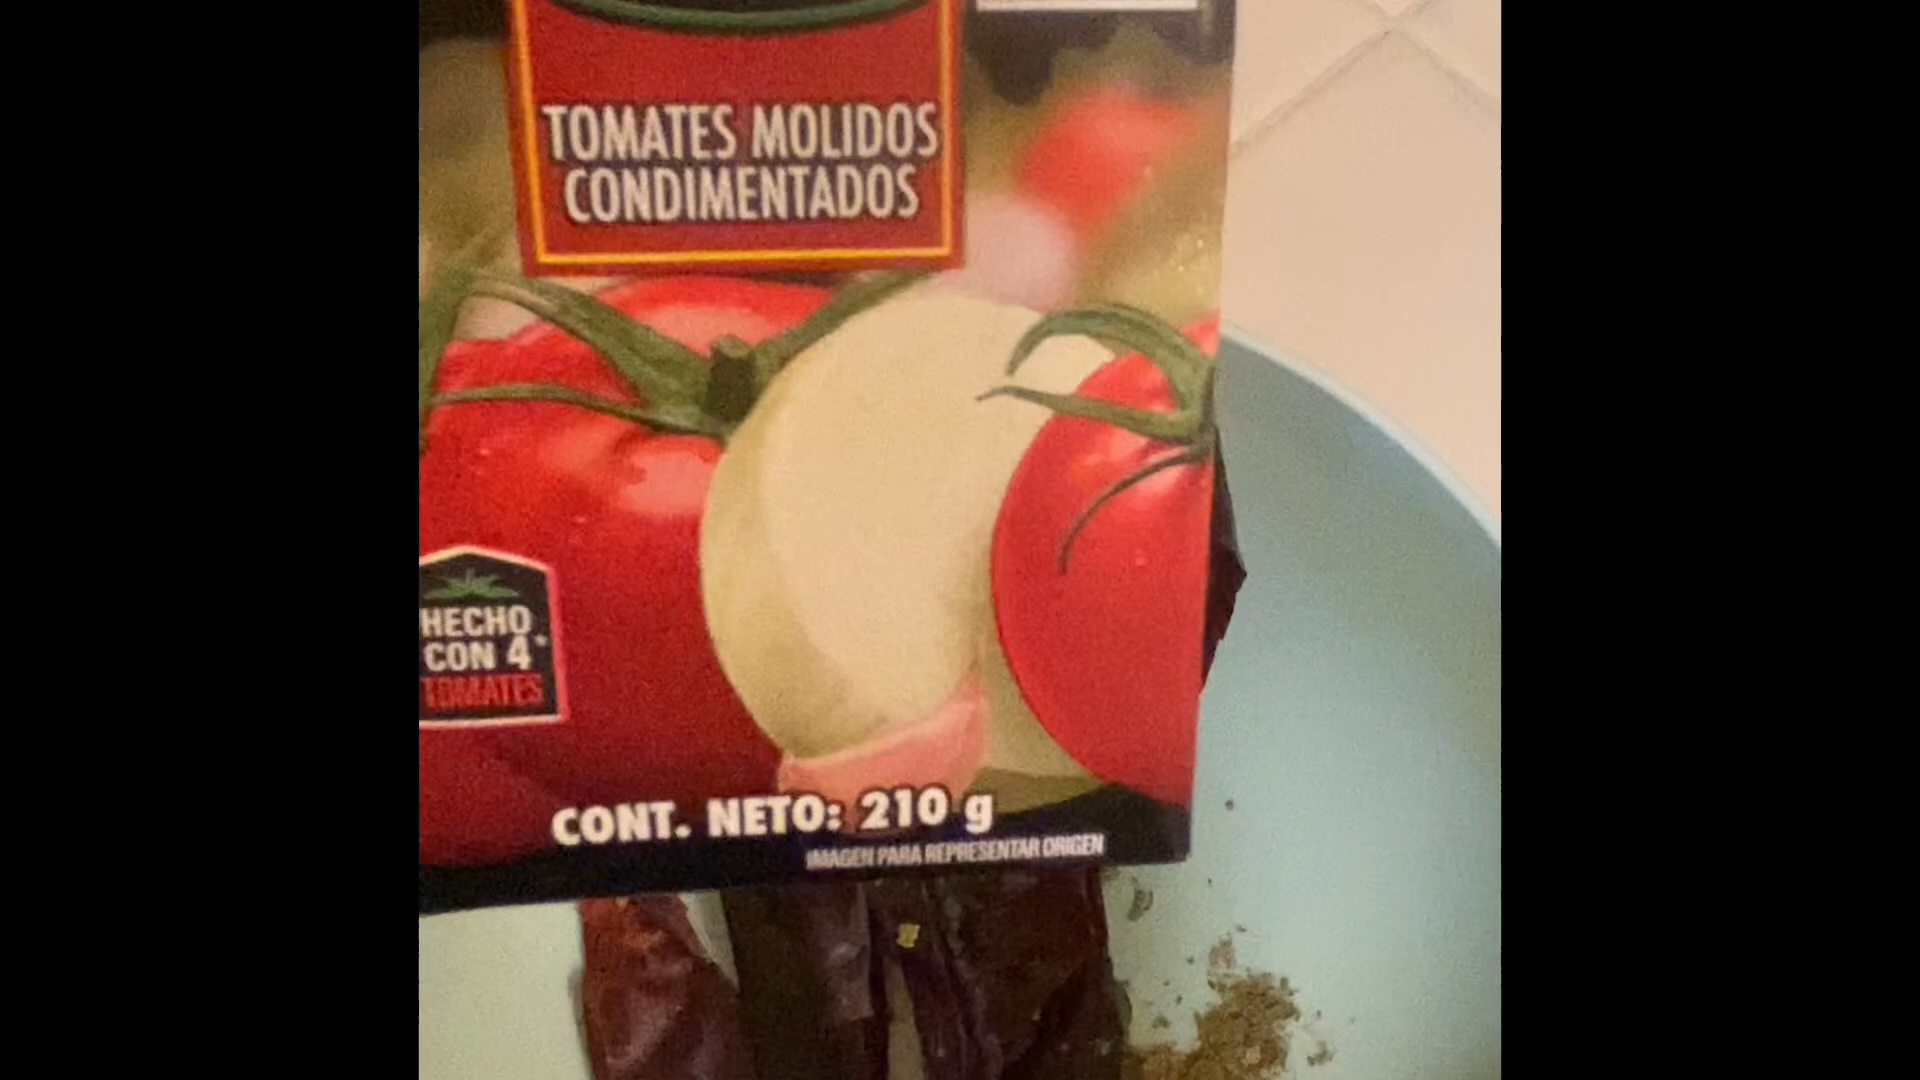 TOMATES MOLIDOS
CONDIMENTADOS
HECHO
CON 4*
TOMATES
CONT. NETO: 210 g
IMAGEN PARA REPRESENTAR ORIGEN